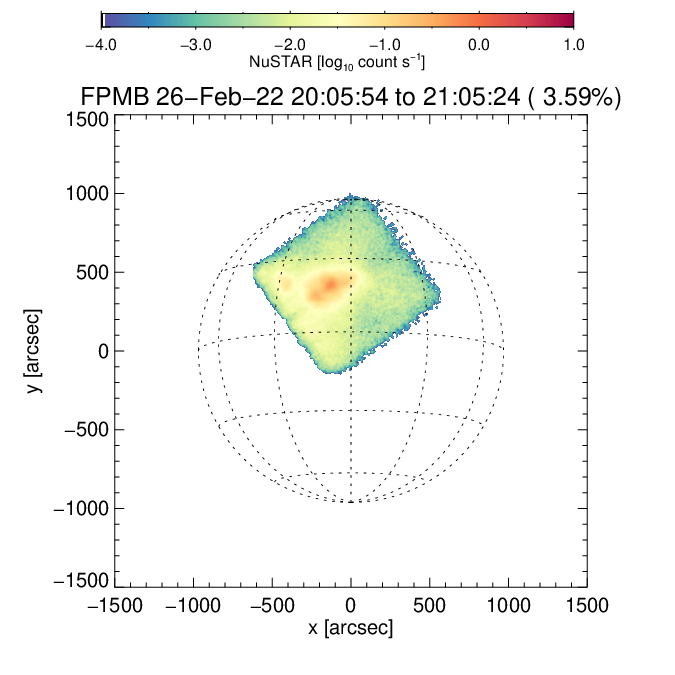 −4.0 −3.0 −2.0 −1.0 0.0 1.0
NuSTAR [log10 count s−1]
FPMB 26−Feb−22 20:05:54 to 21:05:24 ( 3.59%)
1500
1000
500
0
−500
−1000
−1500
y [arcsec]
−1500 −1000 −500 0 500 1000 1500
x [arcsec]